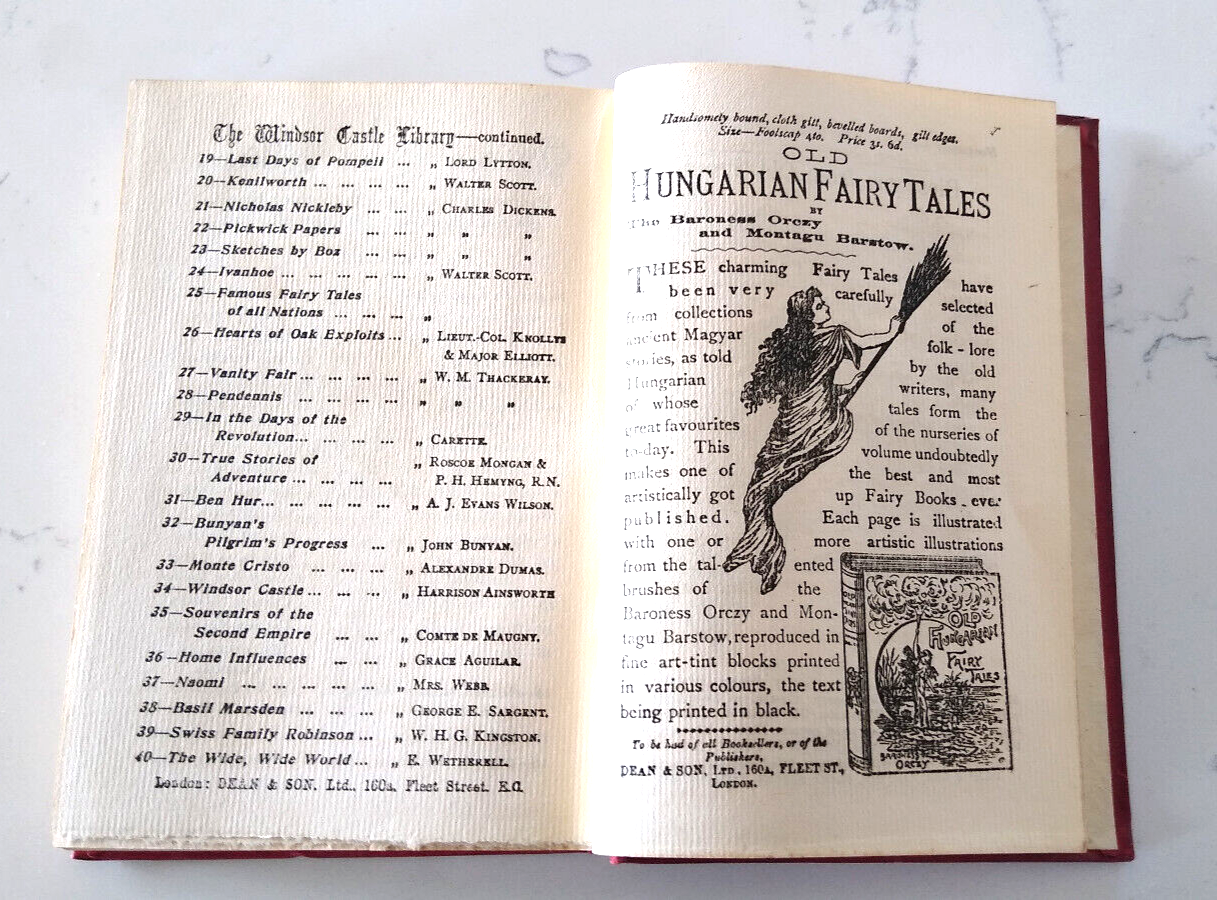 The Windsor Castle Library—continued.
19—Last Days of Pompeii ... „ LORD LYTTON.
20—Kenilworth ... ... ... ... „ WALTER SCOTT.
21—Nicholas Nickleby ... ... „ CHARLES DICKENS.
22—Pickwick Papers ... ... „ „ „
23—Sketches by Boz ... ... „ „ „
24—Ivanhoe ... ... ... ... ... „ WALTER SCOTT.
25—Famous Fairy Tales
of all Nations ... ... ... „
26—Hearts of Oak Exploits ... „ LIEUT.-COL. KNOLLYS
& MAJOR ELLIOTT.
27—Vanity Fair ... ... ... ... „ W. M. THACKERAY.
28—Pendennis ... ... ... ... „ „ „
29—In the Days of the
Revolution... ... ... ... „ CARETTE.
30—True Stories of „ ROSCOE MONGAN &
Adventure ... ... ... ... P. H. HEMYNG, R.N.
31—Ben Hur... ... ... ... ... „ A. J. EVANS WILSON.
32—Bunyan's
Pilgrim's Progress ... „ JOHN BUNYAN.
33—Monte Cristo ... ... ... „ ALEXANDRE DUMAS.
34—Windsor Castle ... ... ... „ HARRISON AINSWORTH
35—Souvenirs of the
Second Empire ... ... „ COMTE DE MAUGNY.
36—Home Influences ... ... „ GRACE AGUILAR.
37—Naomi ... ... ... ... „ MRS. WEBB.
38—Basil Marsden ... ... ... „ GEORGE E. SARGENT.
39—Swiss Family Robinson ... „ W. H. G. KINGSTON.
40—The Wide, Wide World ... „ E. WETHERELL.
London: DEAN & SON, Ltd., 160a, Fleet Street. E.C.
Handsomely bound, cloth gilt, bevelled boards, gilt edges.
Size—Foolscap 4to. Price 3s. 6d.
OLD
HUNGARIAN FAIRY TALES
BY
The Baroness Orczy
and Montagu Barstow.
THESE charming Fairy Tales have
been very carefully selected
from collections of the
ancient Magyar folk-lore
stories, as told by the old
Hungarian writers, many
of whose tales form the
great favourites of the nurseries of
to-day. This volume undoubtedly
makes one of the best and most
artistically got up Fairy Books ever
published. Each page is illustrated
with one or more artistic illustrations
from the tal- ented
brushes of the
Baroness Orczy and Mon-
tagu Barstow, reproduced in
fine art-tint blocks printed
in various colours, the text
being printed in black.
To be had of all Booksellers, or of the
Publishers,
DEAN & SON, LTD., 160A, FLEET ST.,
LONDON.
OLD
HUNGARIAN
FAIRY
TALES
BARONESS
ORCZY